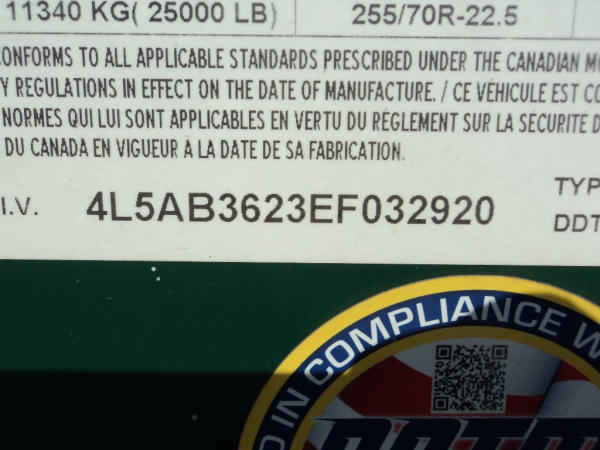 11340 KG( 25000 LB) 255/70R-22.5
CONFORMS TO ALL APPLICABLE STANDARDS PRESCRIBED UNDER THE CANADIAN
Y REGULATIONS IN EFFECT ON THE DATE OF MANUFACTURE. / CE VÉHICULE EST
NORMES QUI LUI SONT APPLICABLES EN VERTU DU RÈGLEMENT SUR LA SÉCURITÉ D
DU CANADA EN VIGUEUR À LA DATE DE SA FABRICATION.
I.V. 4L5AB3623EF032920 TYP
DDT
IN COMPLIANCE W